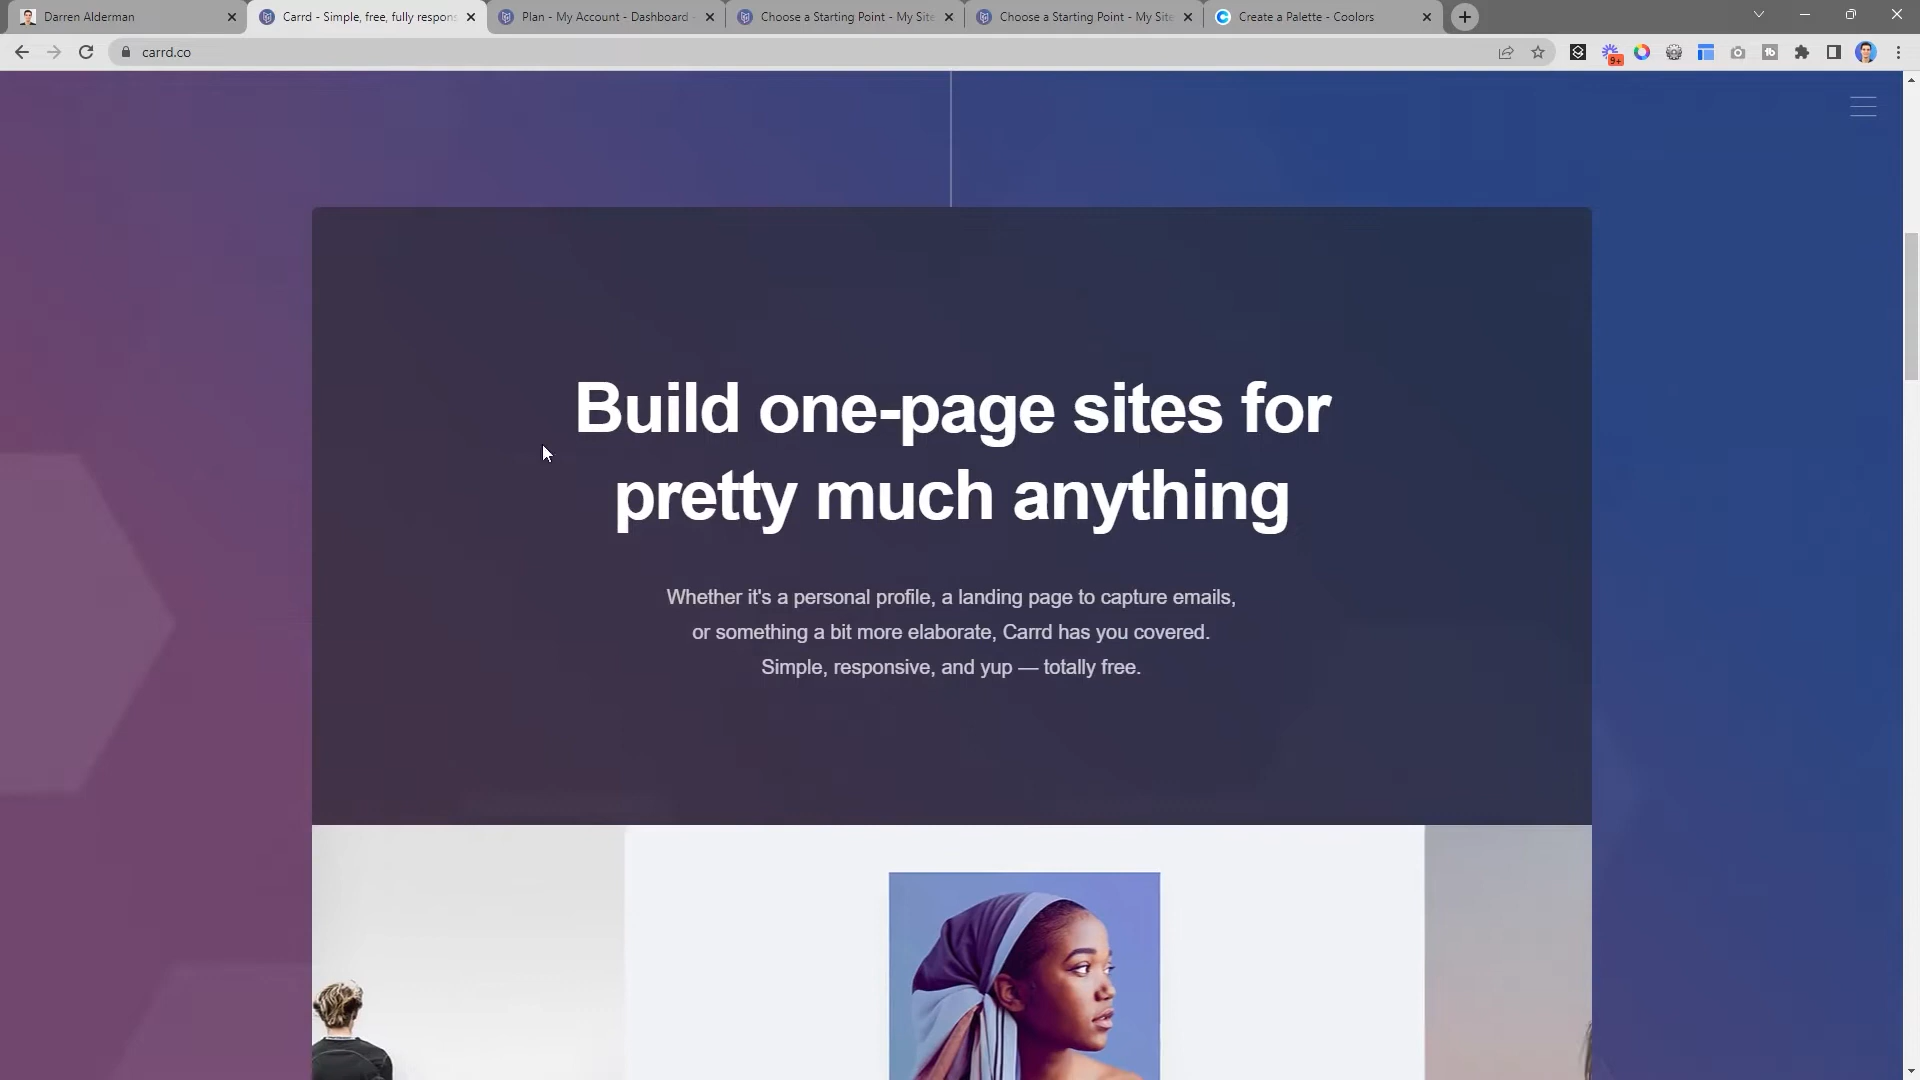 Darren Alderman
Carrd - Simple, free, fully respons
Plan - My Account - Dashboard -
Choose a Starting Point - My Site
Choose a Starting Point - My Site
Create a Palette - Coolors
carrd.co
9+
Build one-page sites for
pretty much anything
Whether it's a personal profile, a landing page to capture emails,
or something a bit more elaborate, Carrd has you covered.
Simple, responsive, and yup — totally free.